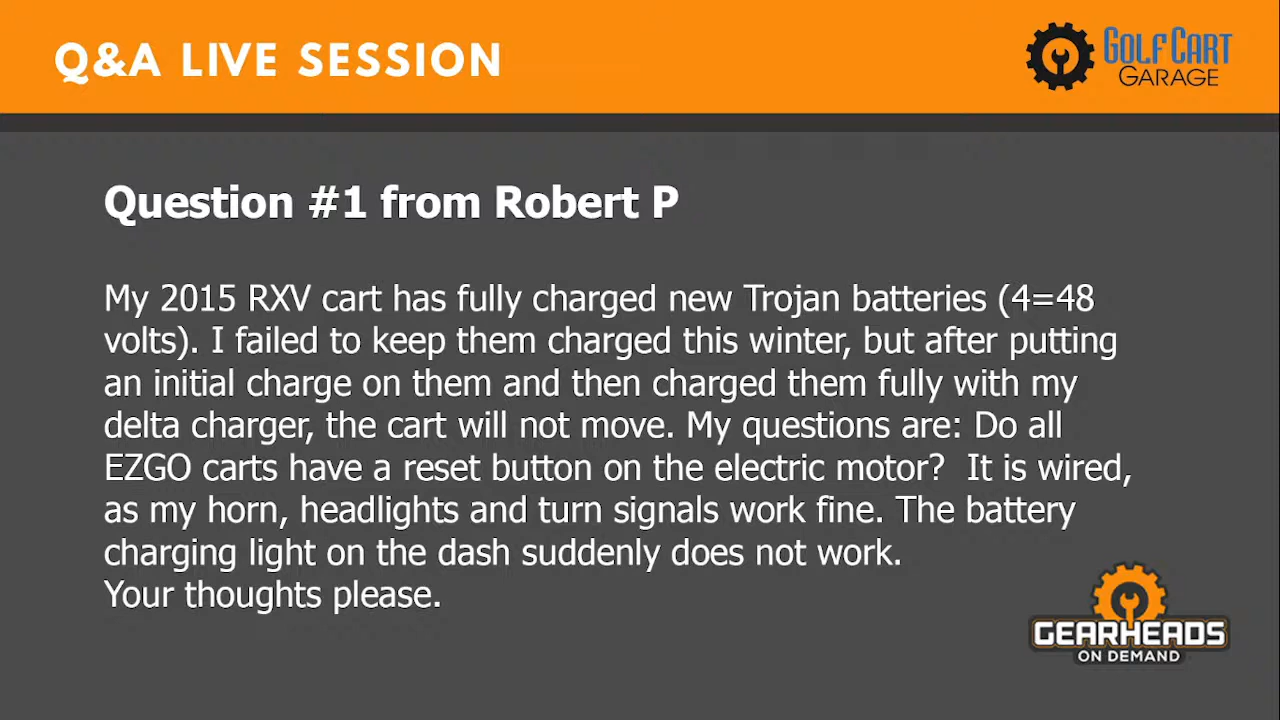 Q&A LIVE SESSION
GOLF CART
GARAGE
Question #1 from Robert P
My 2015 RXV cart has fully charged new Trojan batteries (4=48
volts). I failed to keep them charged this winter, but after putting
an initial charge on them and then charged them fully with my
delta charger, the cart will not move. My questions are: Do all
EZGO carts have a reset button on the electric motor?  It is wired,
as my horn, headlights and turn signals work fine. The battery
charging light on the dash suddenly does not work.
Your thoughts please.
GEARHEADS
ON DEMAND